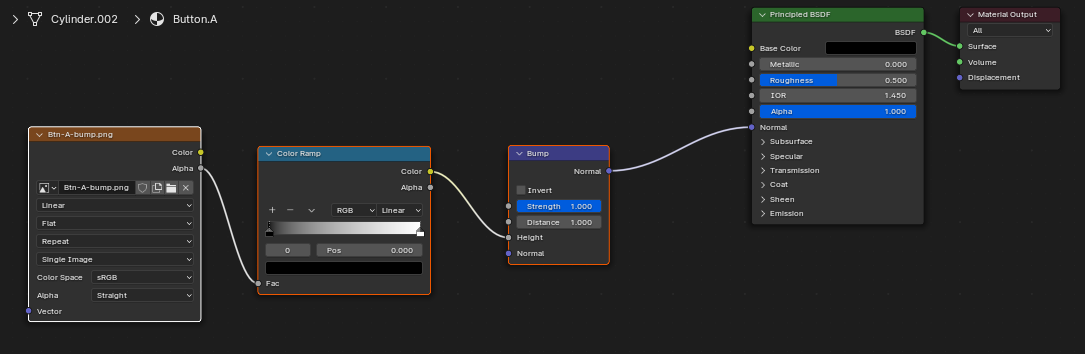 Cylinder.002 Button.A
Btn-A-bump.png
Color
Alpha
Btn-A-bump.png
Linear
Flat
Repeat
Single Image
Color Space sRGB
Alpha Straight
Vector
Color Ramp
Color
Alpha
RGB Linear
0 Pos 0.000
Fac
Bump
Normal
Invert
Strength 1.000
Distance 1.000
Height
Normal
Principled BSDF
BSDF
Base Color
Metallic 0.000
Roughness 0.500
IOR 1.450
Alpha 1.000
Normal
Subsurface
Specular
Transmission
Coat
Sheen
Emission
Material Output
All
Surface
Volume
Displacement